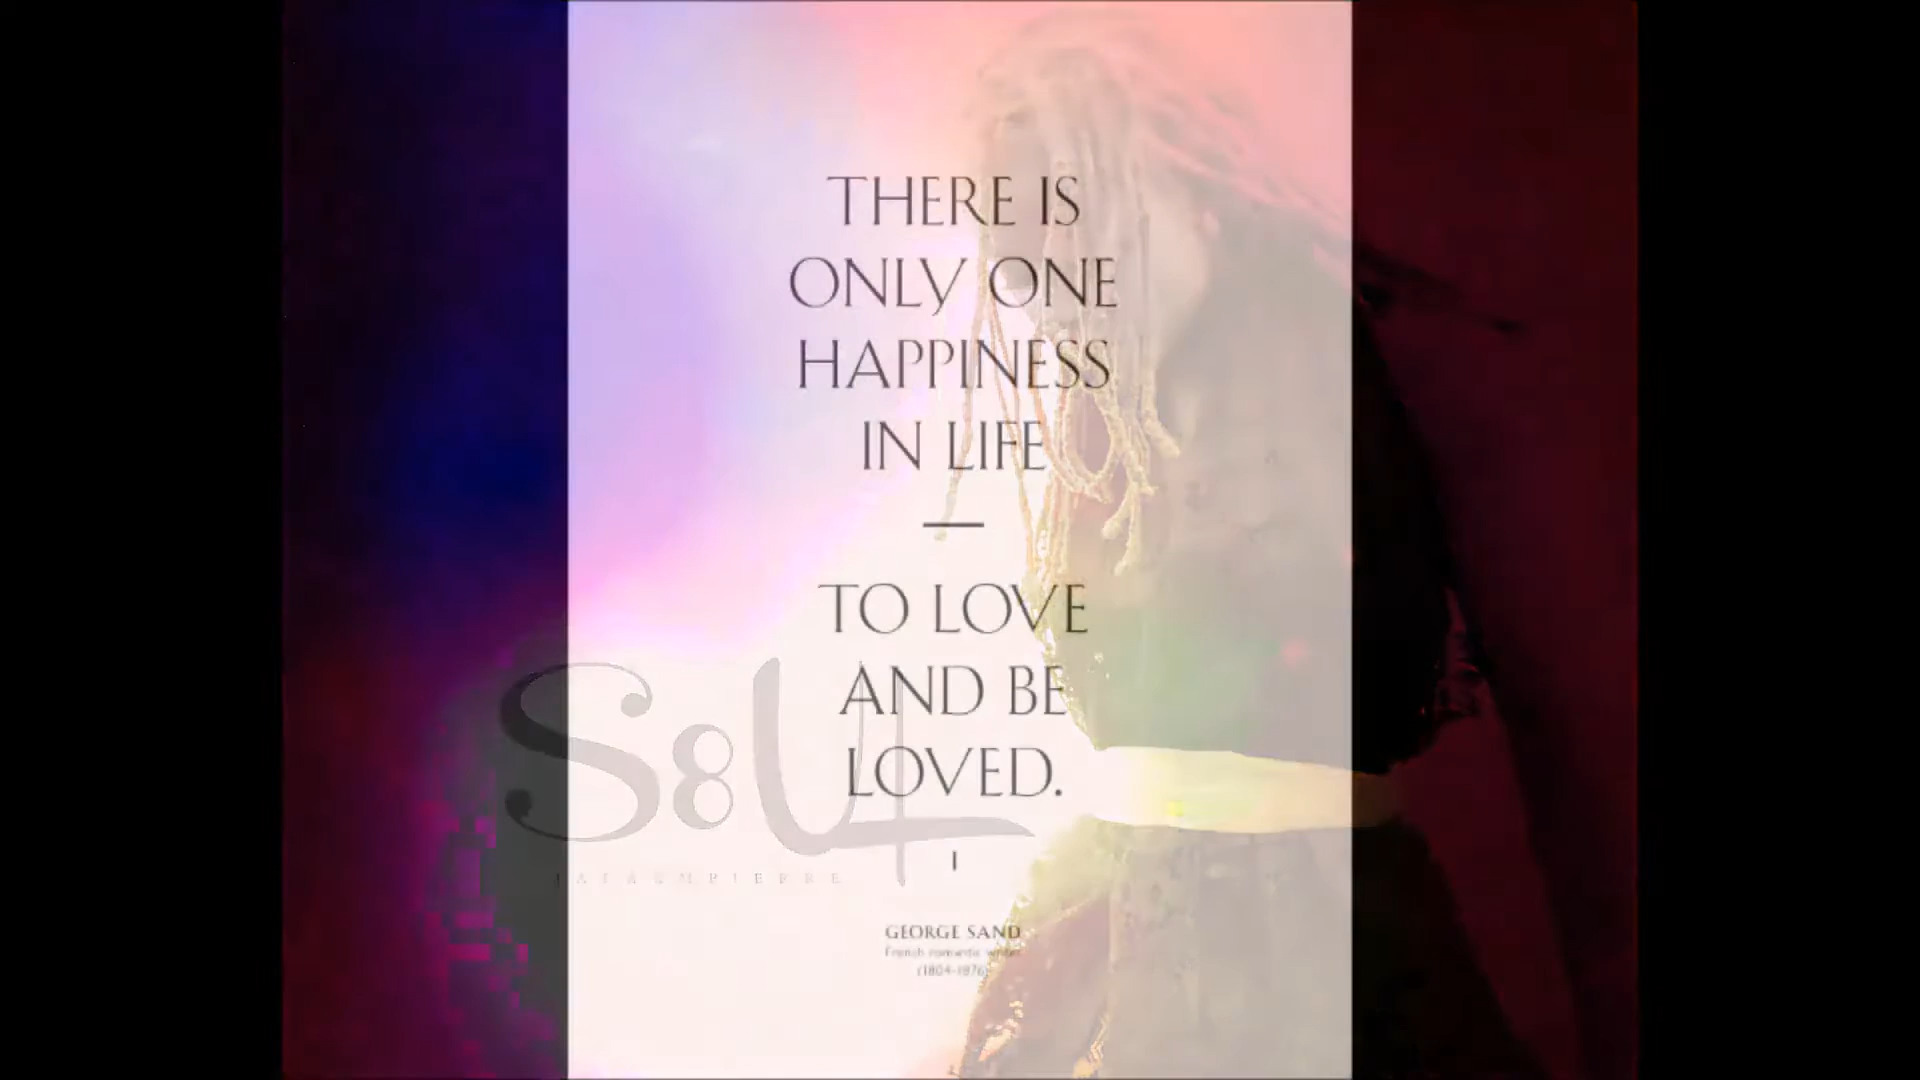 THERE IS
ONLY ONE
HAPPINESS
IN LIFE
—
TO LOVE
AND BE
LOVED.
GEORGE SAND
French romantic writer
(1804-1876)